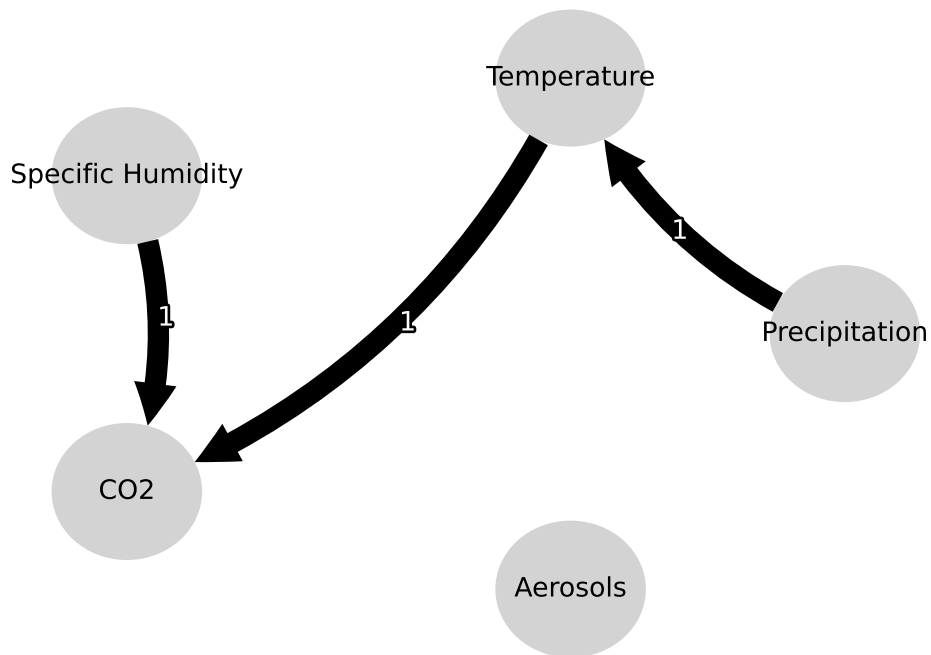 Temperature
Specific Humidity
1
1
1
Precipitation
CO2
Aerosols